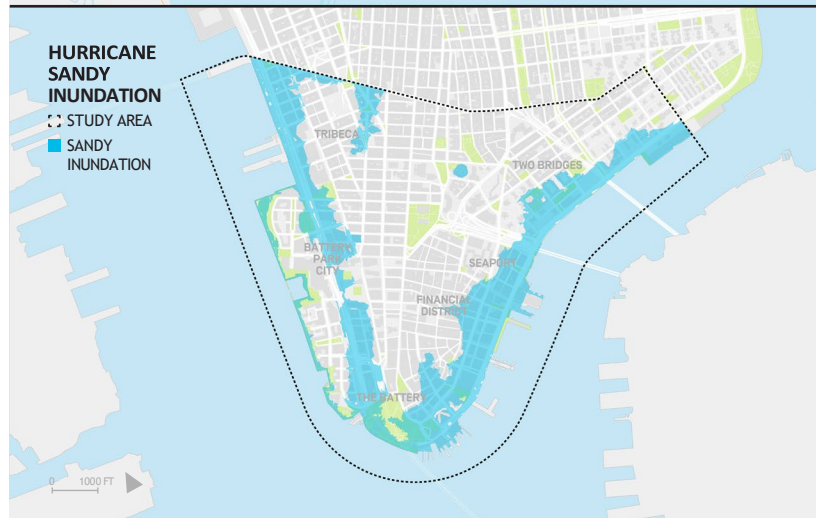 HURRICANE
SANDY
INUNDATION
STUDY AREA
SANDY
INUNDATION
TRIBECA
TWO BRIDGES
BATTERY
PARK
CITY
SEAPORT
FINANCIAL
DISTRICT
THE BATTERY
0 1000 FT